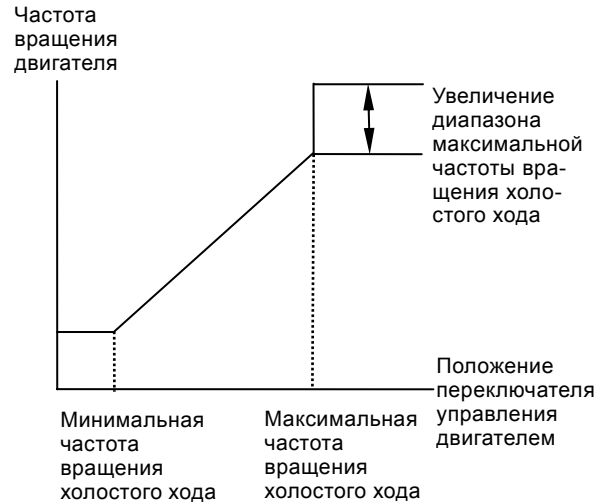 Частота
вращения
двигателя
Увеличение
диапазона
максимальной
частоты вра-
щения холо-
стого хода
Положение
переключателя
управления
двигателем
Минимальная
частота
вращения
холостого хода
Максимальная
частота
вращения
холостого хода